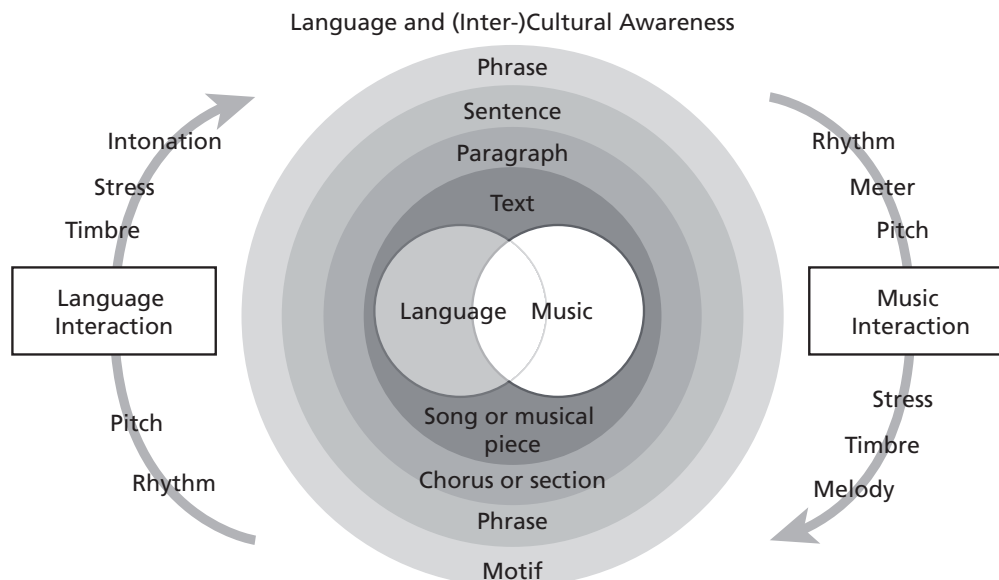 Language and (Inter-)Cultural Awareness
Phrase
Sentence
Paragraph
Text
Intonation
Stress
Timbre
Language
Interaction
Pitch
Rhythm
Language
Music
Rhythm
Meter
Pitch
Music
Interaction
Stress
Timbre
Melody
Song or musical
piece
Chorus or section
Phrase
Motif